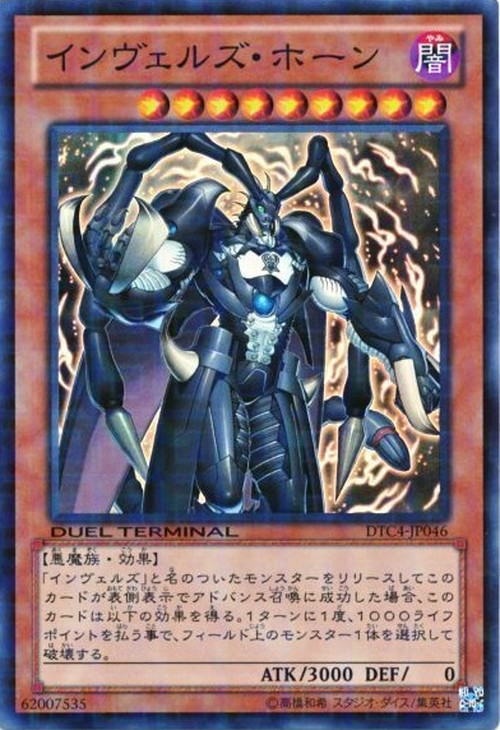 インヴェルズ・ホーン
やみ
闇
DUEL TERMINAL
DTC4-JP046
【悪魔族・効果】
「インヴェルズ」と名のついたモンスターをリリースしてこの
カードが表側表示でアドバンス召喚に成功した場合、この
カードは以下の効果を得る。1ターンに1度、1000ライフ
ポイントを払う事で、フィールド上のモンスター1体を選択して
破壊する。
ATK/3000 DEF/ 0
62007535
©高橋和希 スタジオ・ダイス/集英社